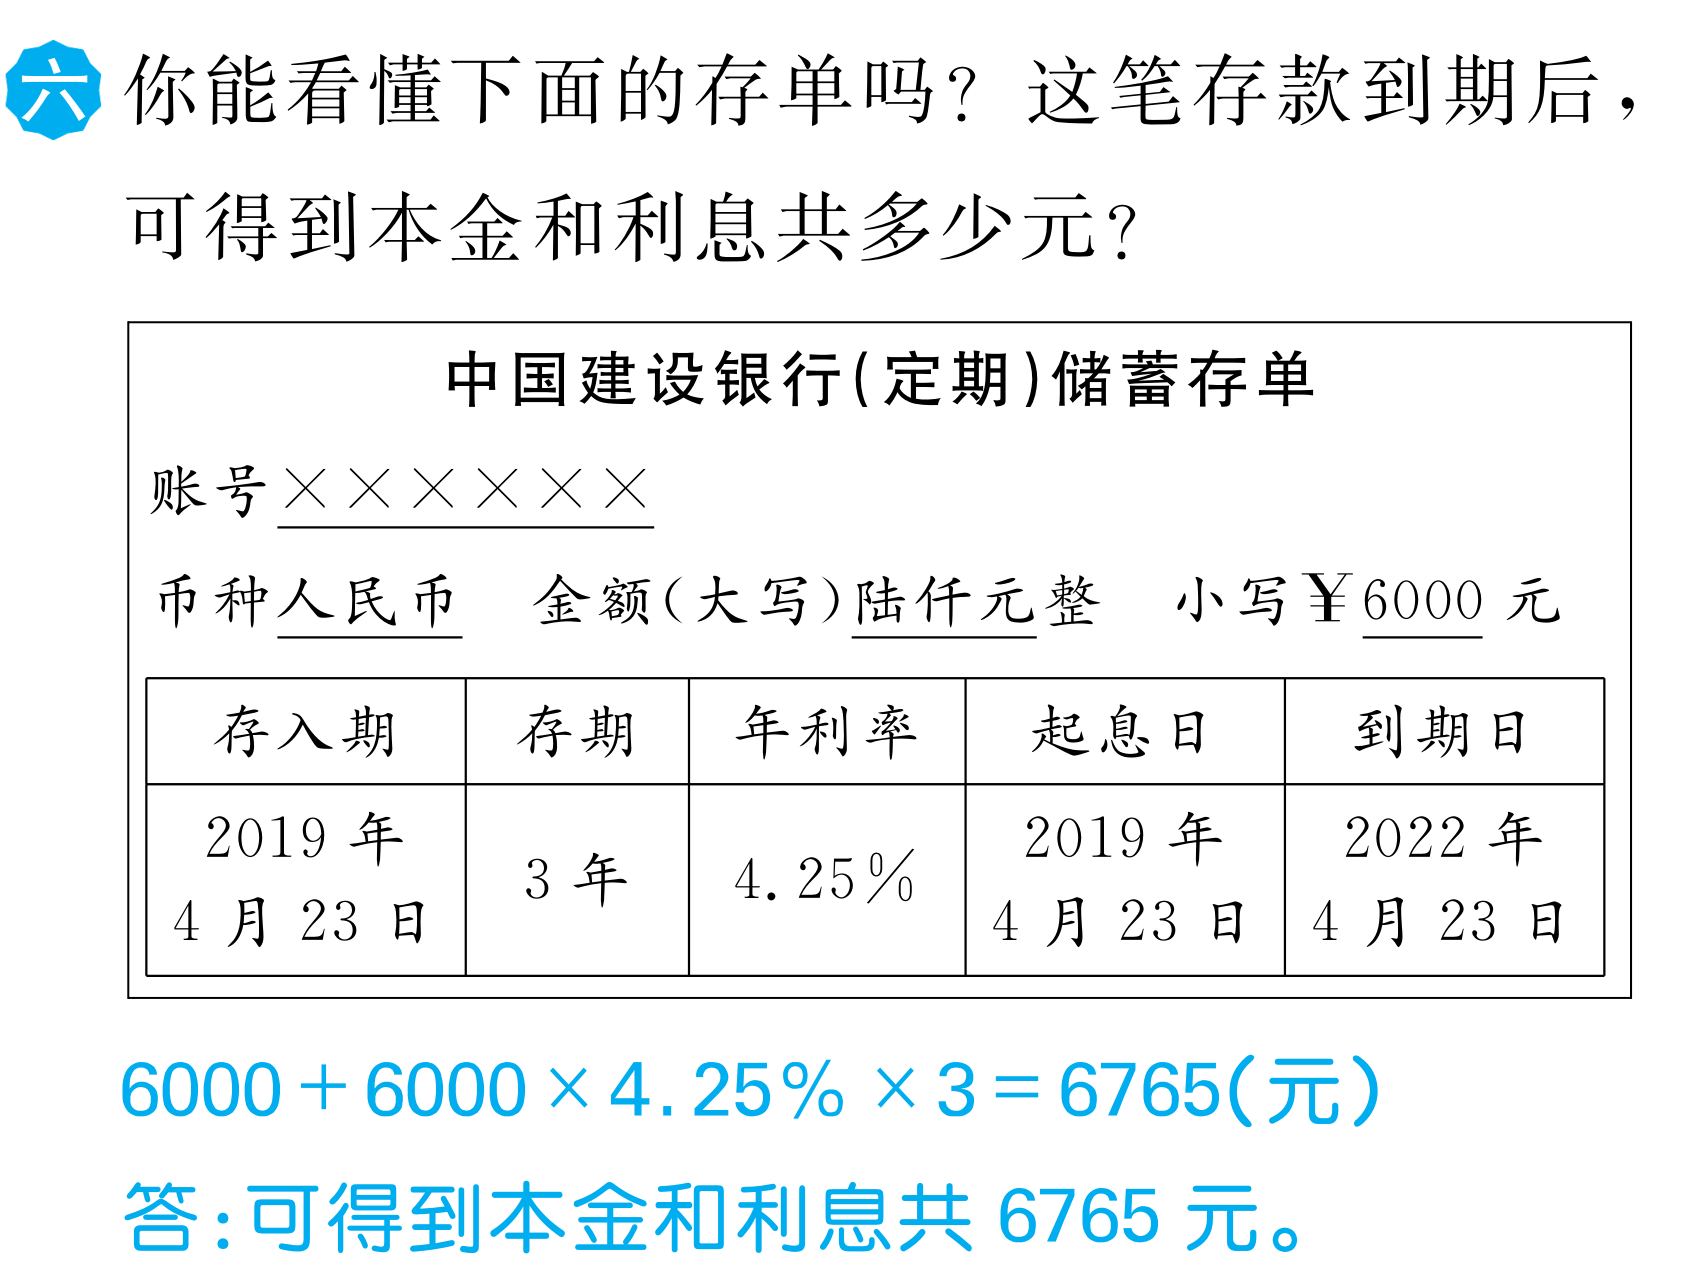 六 你能看懂下面的存单吗？这笔存款到期后，
可得到本金和利息共多少元？
中国建设银行(定期)储蓄存单
账号××××××
币种人民币 金额(大写)陆仟元整 小写¥6000 元
存入期 存期 年利率 起息日 到期日
2019 年 3 年 4.25% 2019 年 2022 年
4 月 23 日 4 月 23 日 4 月 23 日
6000+6000×4.25%×3=6765(元)
答:可得到本金和利息共 6765 元。